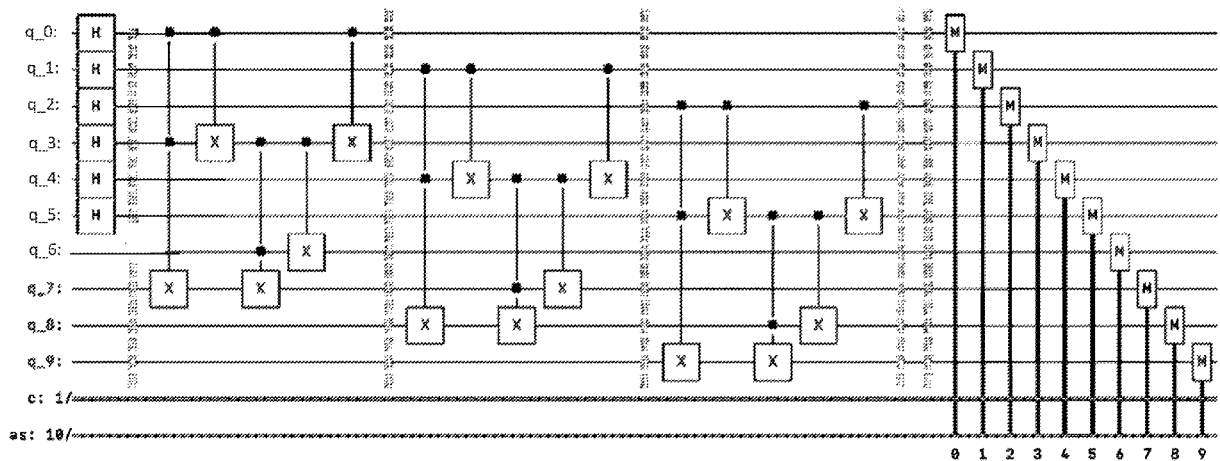 q_0: H M
q_1: H M
q_2: H M
q_3: H X X M
q_4: H X X M
q_5: H X X M
q_6: X M
q_7: X X X M
q_8: X X X M
q_9: X X M
c: 1/
as: 10/
0 1 2 3 4 5 6 7 8 9